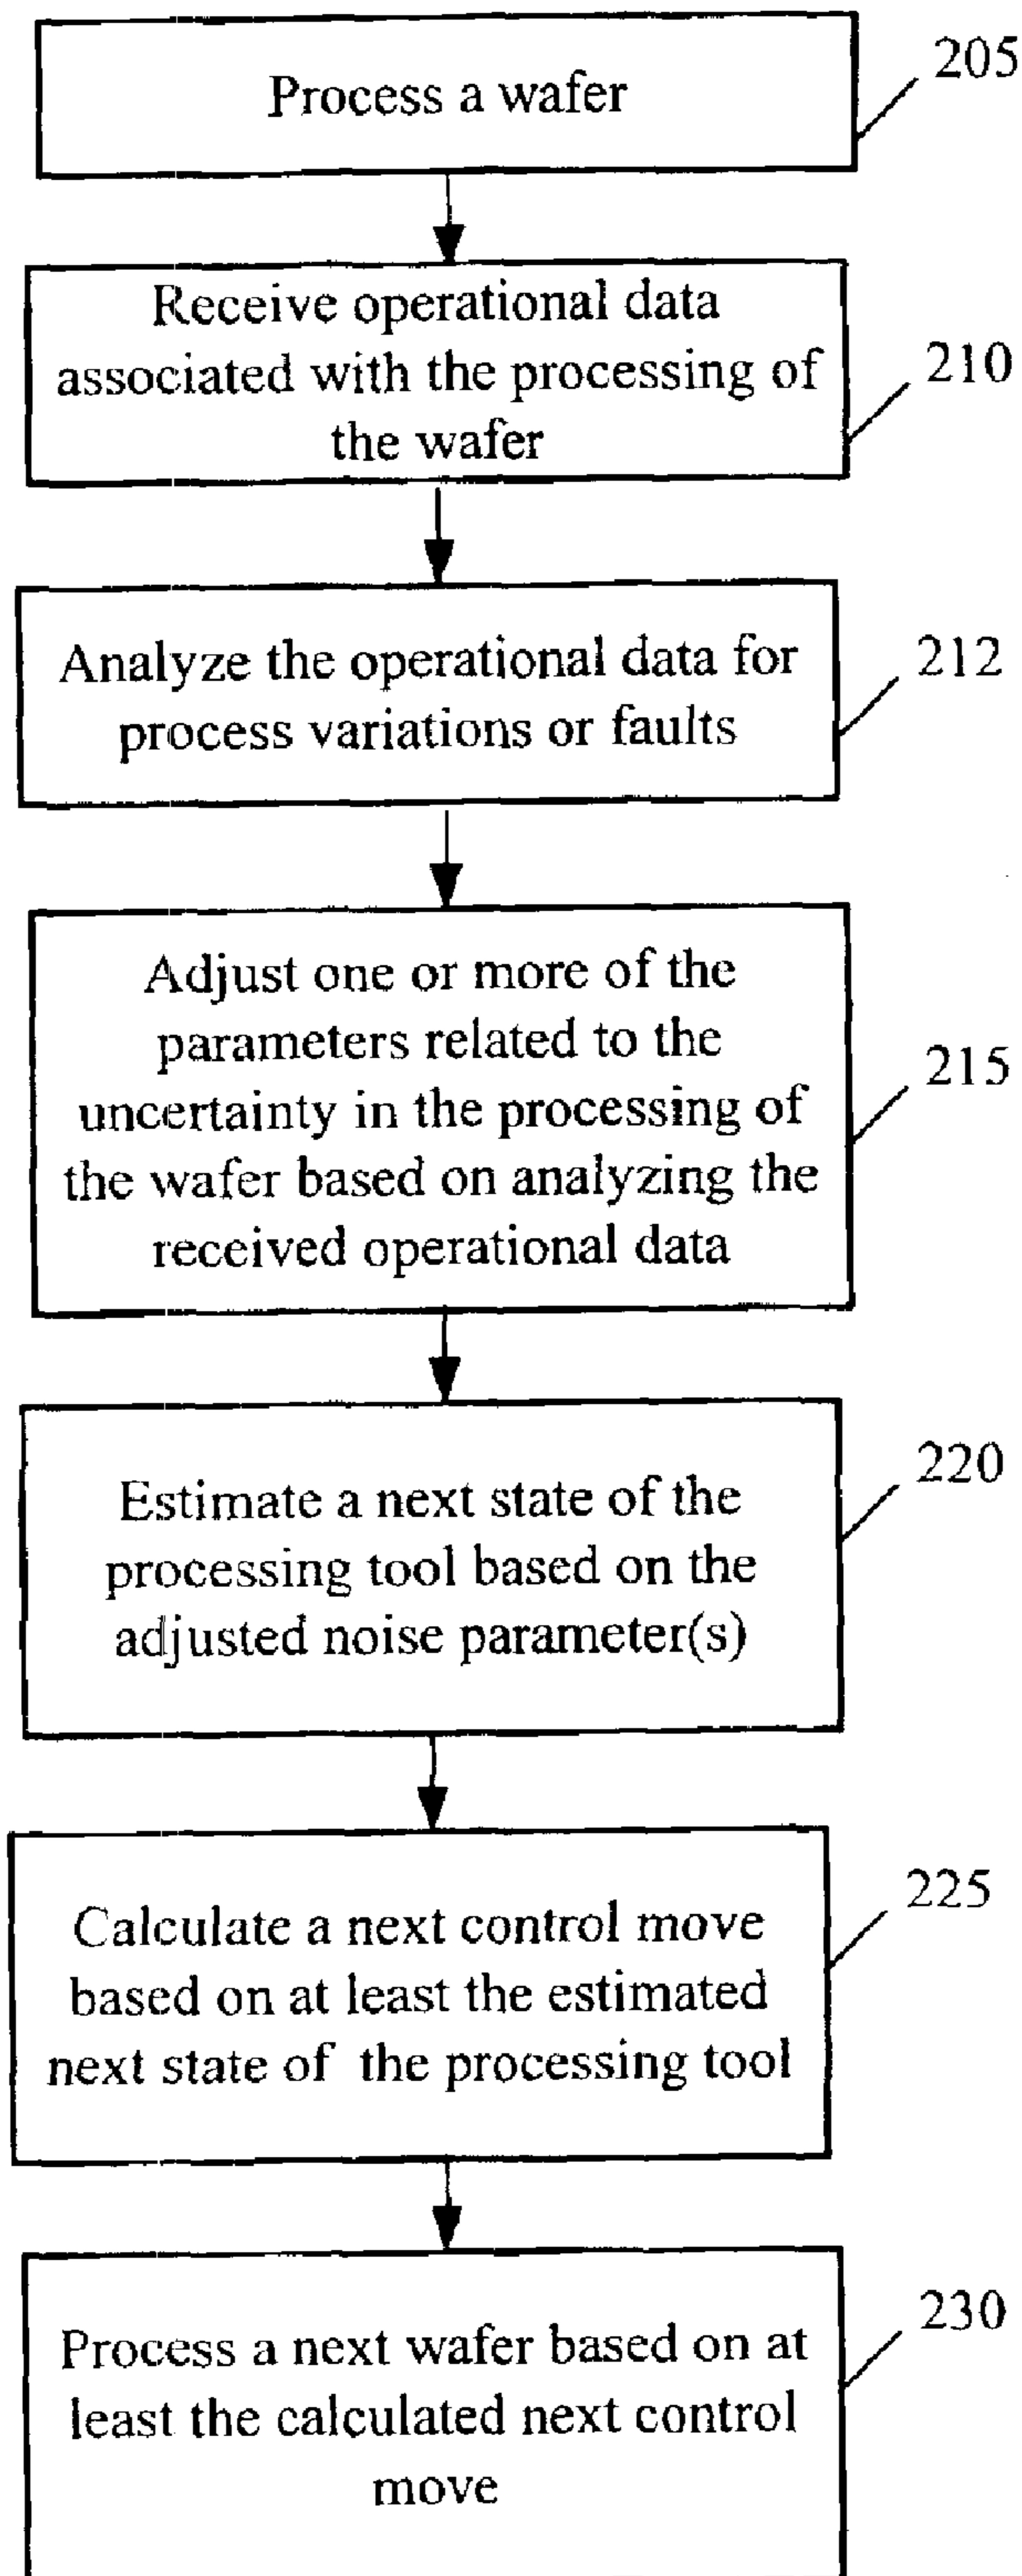 Process a wafer
205
Receive operational data
associated with the processing of
the wafer
210
Analyze the operational data for
process variations or faults
212
Adjust one or more of the
parameters related to the
uncertainty in the processing of
the wafer based on analyzing the
received operational data
215
Estimate a next state of the
processing tool based on the
adjusted noise parameter(s)
220
Calculate a next control move
based on at least the estimated
next state of the processing tool
225
Process a next wafer based on at
least the calculated next control
move
230